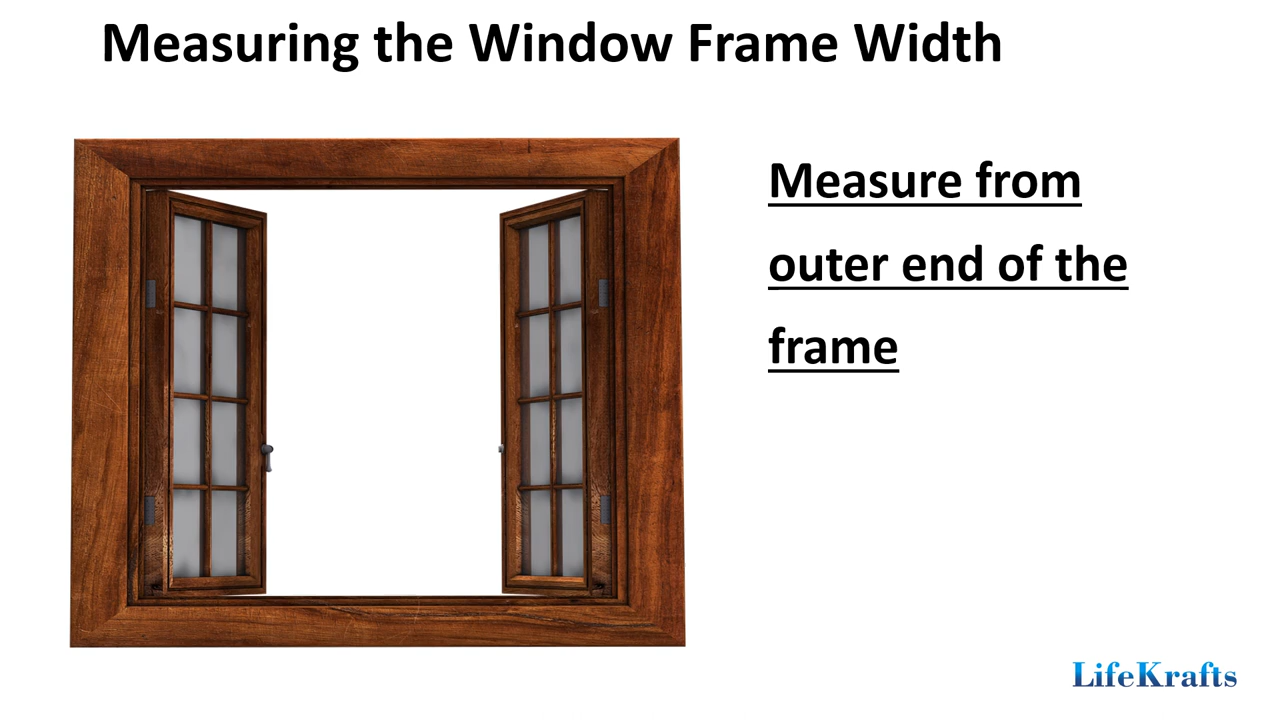 Measuring the Window Frame Width
Measure from
outer end of the
frame
LifeKrafts